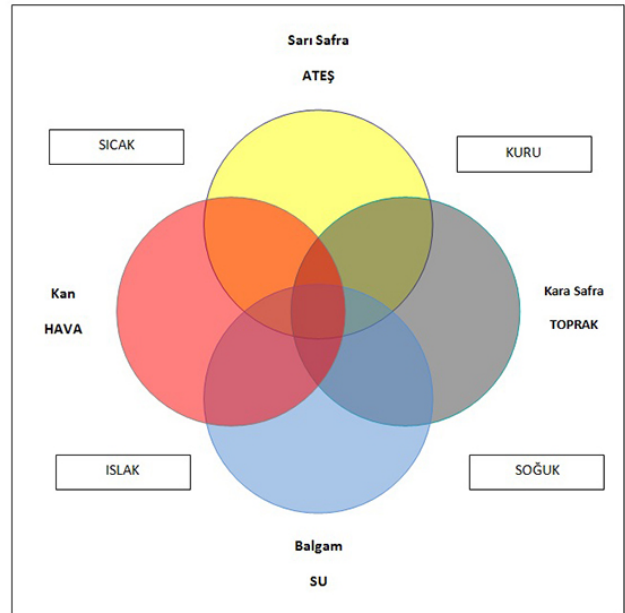 Sarı Safra
ATEŞ
SICAK
KURU
Kan
HAVA
Kara Safra
TOPRAK
ISLAK
SOĞUK
Balgam
SU